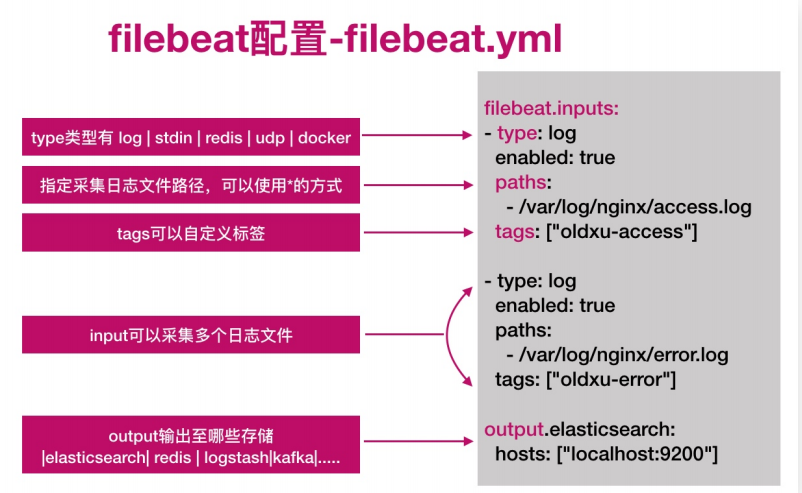 filebeat配置-filebeat.yml
type类型有 log | stdin | redis | udp | docker
指定采集日志文件路径，可以使用*的方式
tags可以自定义标签
input可以采集多个日志文件
output输出至哪些存储
|elasticsearch| redis | logstash|kafka|.....
filebeat.inputs:
- type: log
enabled: true
paths:
- /var/log/nginx/access.log
tags: ["oldxu-access"]
- type: log
enabled: true
paths:
- /var/log/nginx/error.log
tags: ["oldxu-error"]
output.elasticsearch:
hosts: ["localhost:9200"]